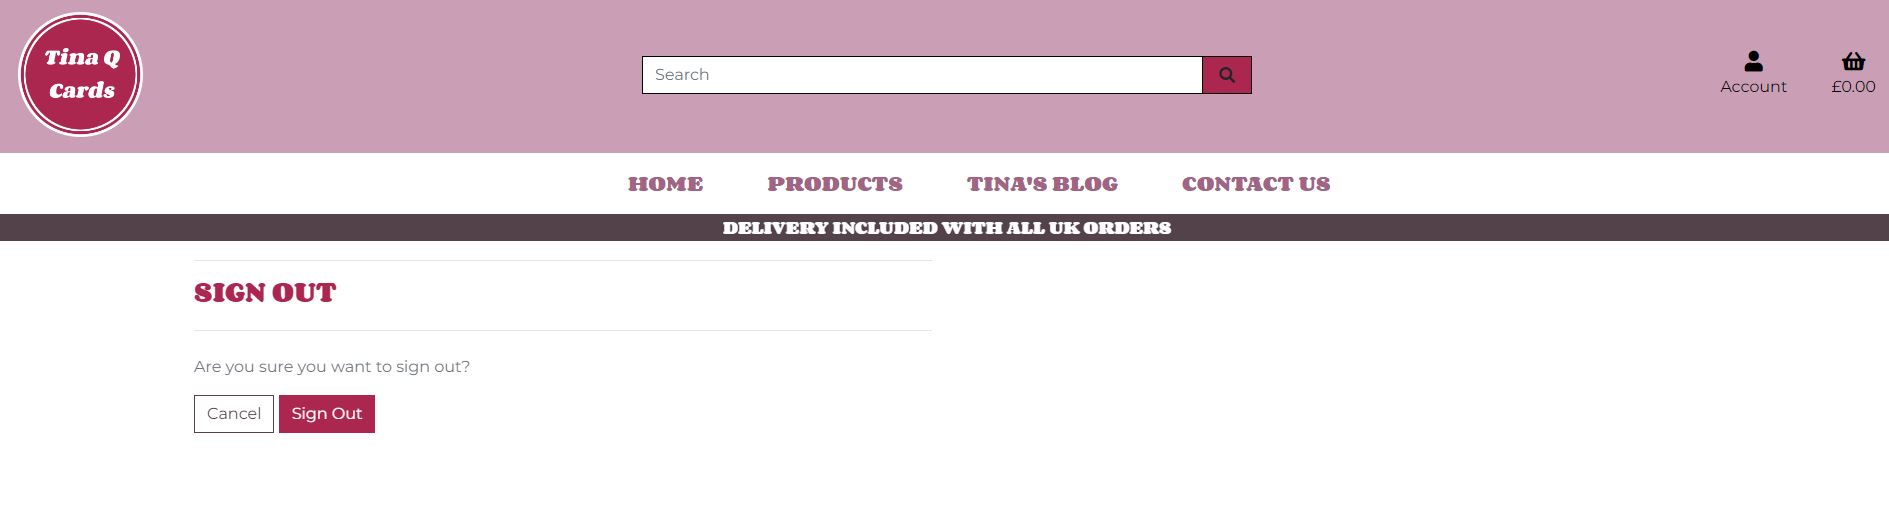 Tina Q
Cards
Search
Account
£0.00
HOME PRODUCTS TINA'S BLOG CONTACT US
DELIVERY INCLUDED WITH ALL UK ORDERS
SIGN OUT
Are you sure you want to sign out?
Cancel Sign Out